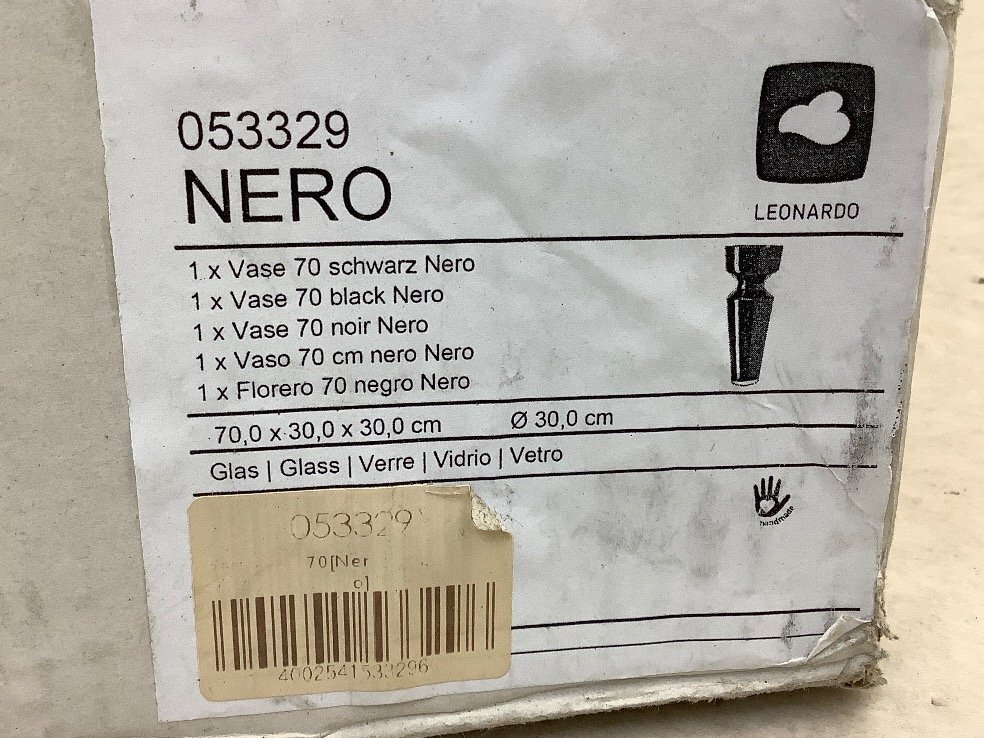 053329
NERO
LEONARDO
1 x Vase 70 schwarz Nero
1 x Vase 70 black Nero
1 x Vase 70 noir Nero
1 x Vaso 70 cm nero Nero
1 x Florero 70 negro Nero
70,0 x 30,0 x 30,0 cm Ø 30,0 cm
Glas | Glass | Verre | Vidrio | Vetro
handmade
053329
70[Ner
o]
4002541533296